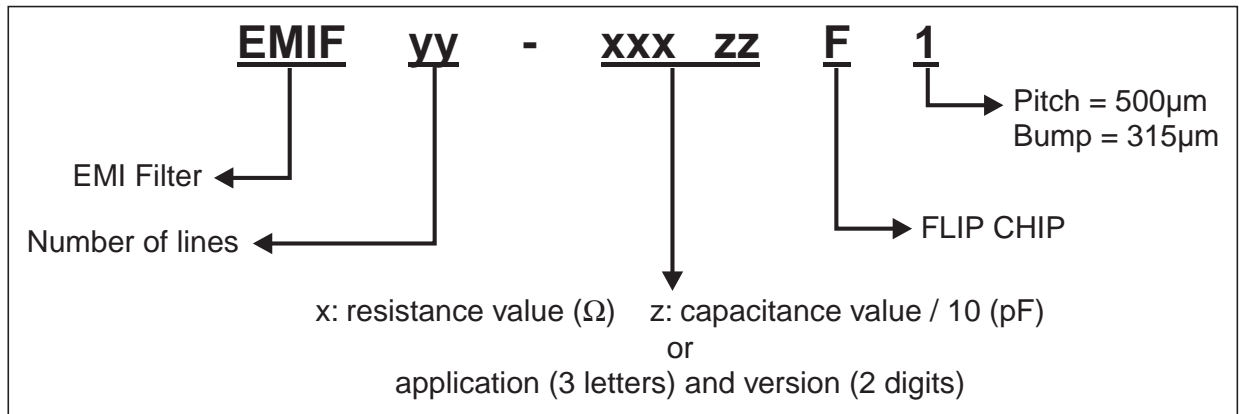 EMIF yy - xxx zz F 1
Pitch = 500µm
Bump = 315µm
EMI Filter
Number of lines
FLIP CHIP
x: resistance value (Ω) z: capacitance value / 10 (pF)
or
application (3 letters) and version (2 digits)